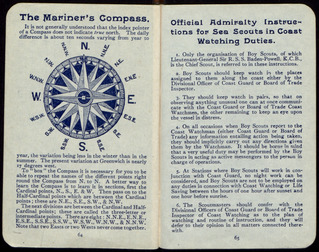 The Mariner's Compass.
It is not generally understood that the index pointer
of a Compass does not indicate true north. The daily
difference is about ten seconds varying from year to
N.
W.
E.
S.
year, the variation being less in the winter than in the
summer. The present variation at Greenwich is nearly
15 degrees west.
To "box" the Compass it is necessary for you to be
able to repeat the names of the different points right
round the Compass from N. to N. A better way to
learn the Compass is to learn in sections, first the
Cardinal points, N., S., E. & W. Then pass on to the
Half-Cardinal points which are half-way the Cardinal
points; these are N.E., S.E., S.W., & N.W.
The next divisions are between the Cardinal and Half-
Cardinal points; these are called the three-letter or
intermediate points. They are eight: N.N.E., E.N.E.,
E.S.E., S.S.E., S.S.W., W.S.W., W.N.W., & N.N.W.
Note that two Easts or two Wests never come together.
64
Official Admiralty Instruc-
tions for Sea Scouts in Coast
Watching Duties.
1. Only the organisation of Boy Scouts, of which
Lieutenant-General Sir R. S. S. Baden-Powell, K.C.B.,
is the Chief Scout, is referred to in these instructions.
2. Boy Scouts should keep watch in the places
assigned to them along the coast either by the
Divisional Officer of Coast Guard or Board of Trade
Inspector.
3. They should keep watch in pairs, so that on
observing anything unusual one can at once communi-
cate with the Coast Guard or Board of Trade Coast
Watchers, the other remaining to keep an eye upon
the vessel in distress.
4. On all occasions when Boy Scouts report to the
Coast Watchmen (either Coast Guard or Board of
Trade) any information entailing action being taken,
they should implicitly carry out any directions given
them by the Watchman. It should be borne in mind
that a very useful duty may be performed by the Boy
Scouts in acting as active messengers to the person in
charge of operations.
5. At Stations where Boy Scouts will work in con-
junction with Coast Guard, no night work can be
considered, and Boy Scouts are not to be employed on
any duties in connection with Coast Watching or Life
Saving between the hours of one hour after sunset and
one hour before sunrise.
6. The Scoutmasters should confer with the
Divisional Officer of Coast Guard or Board of Trade
Inspector of Coast Watching as to the plan of
watching and routine of instruction, and they will
defer to their opinion in all matters connected there-
with.
65